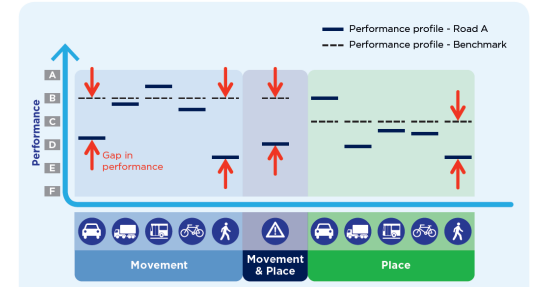 Performance profile - Road A
Performance profile - Benchmark
Performance
A
B
C
D
E
F
Gap in
performance
Movement
Movement
& Place
Place